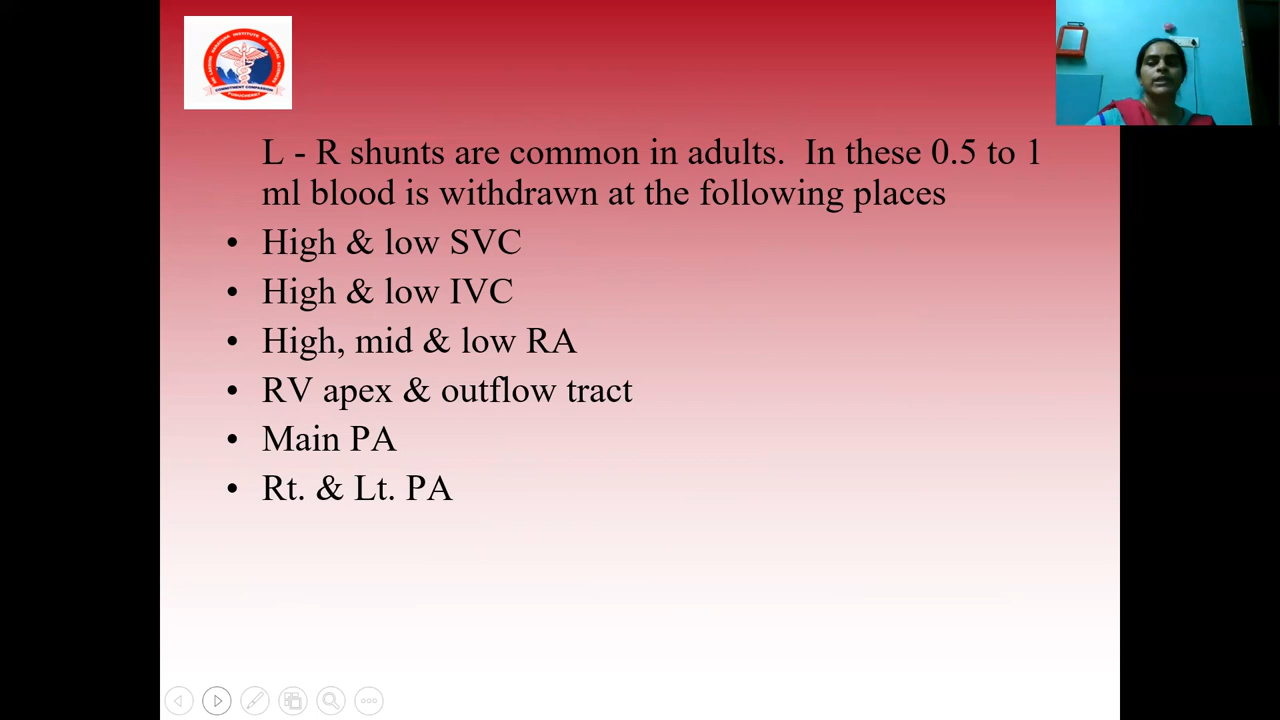 COMMITMENT COMPASSION
L - R shunts are common in adults. In these 0.5 to 1
ml blood is withdrawn at the following places
• High & low SVC
• High & low IVC
• High, mid & low RA
• RV apex & outflow tract
• Main PA
• Rt. & Lt. PA